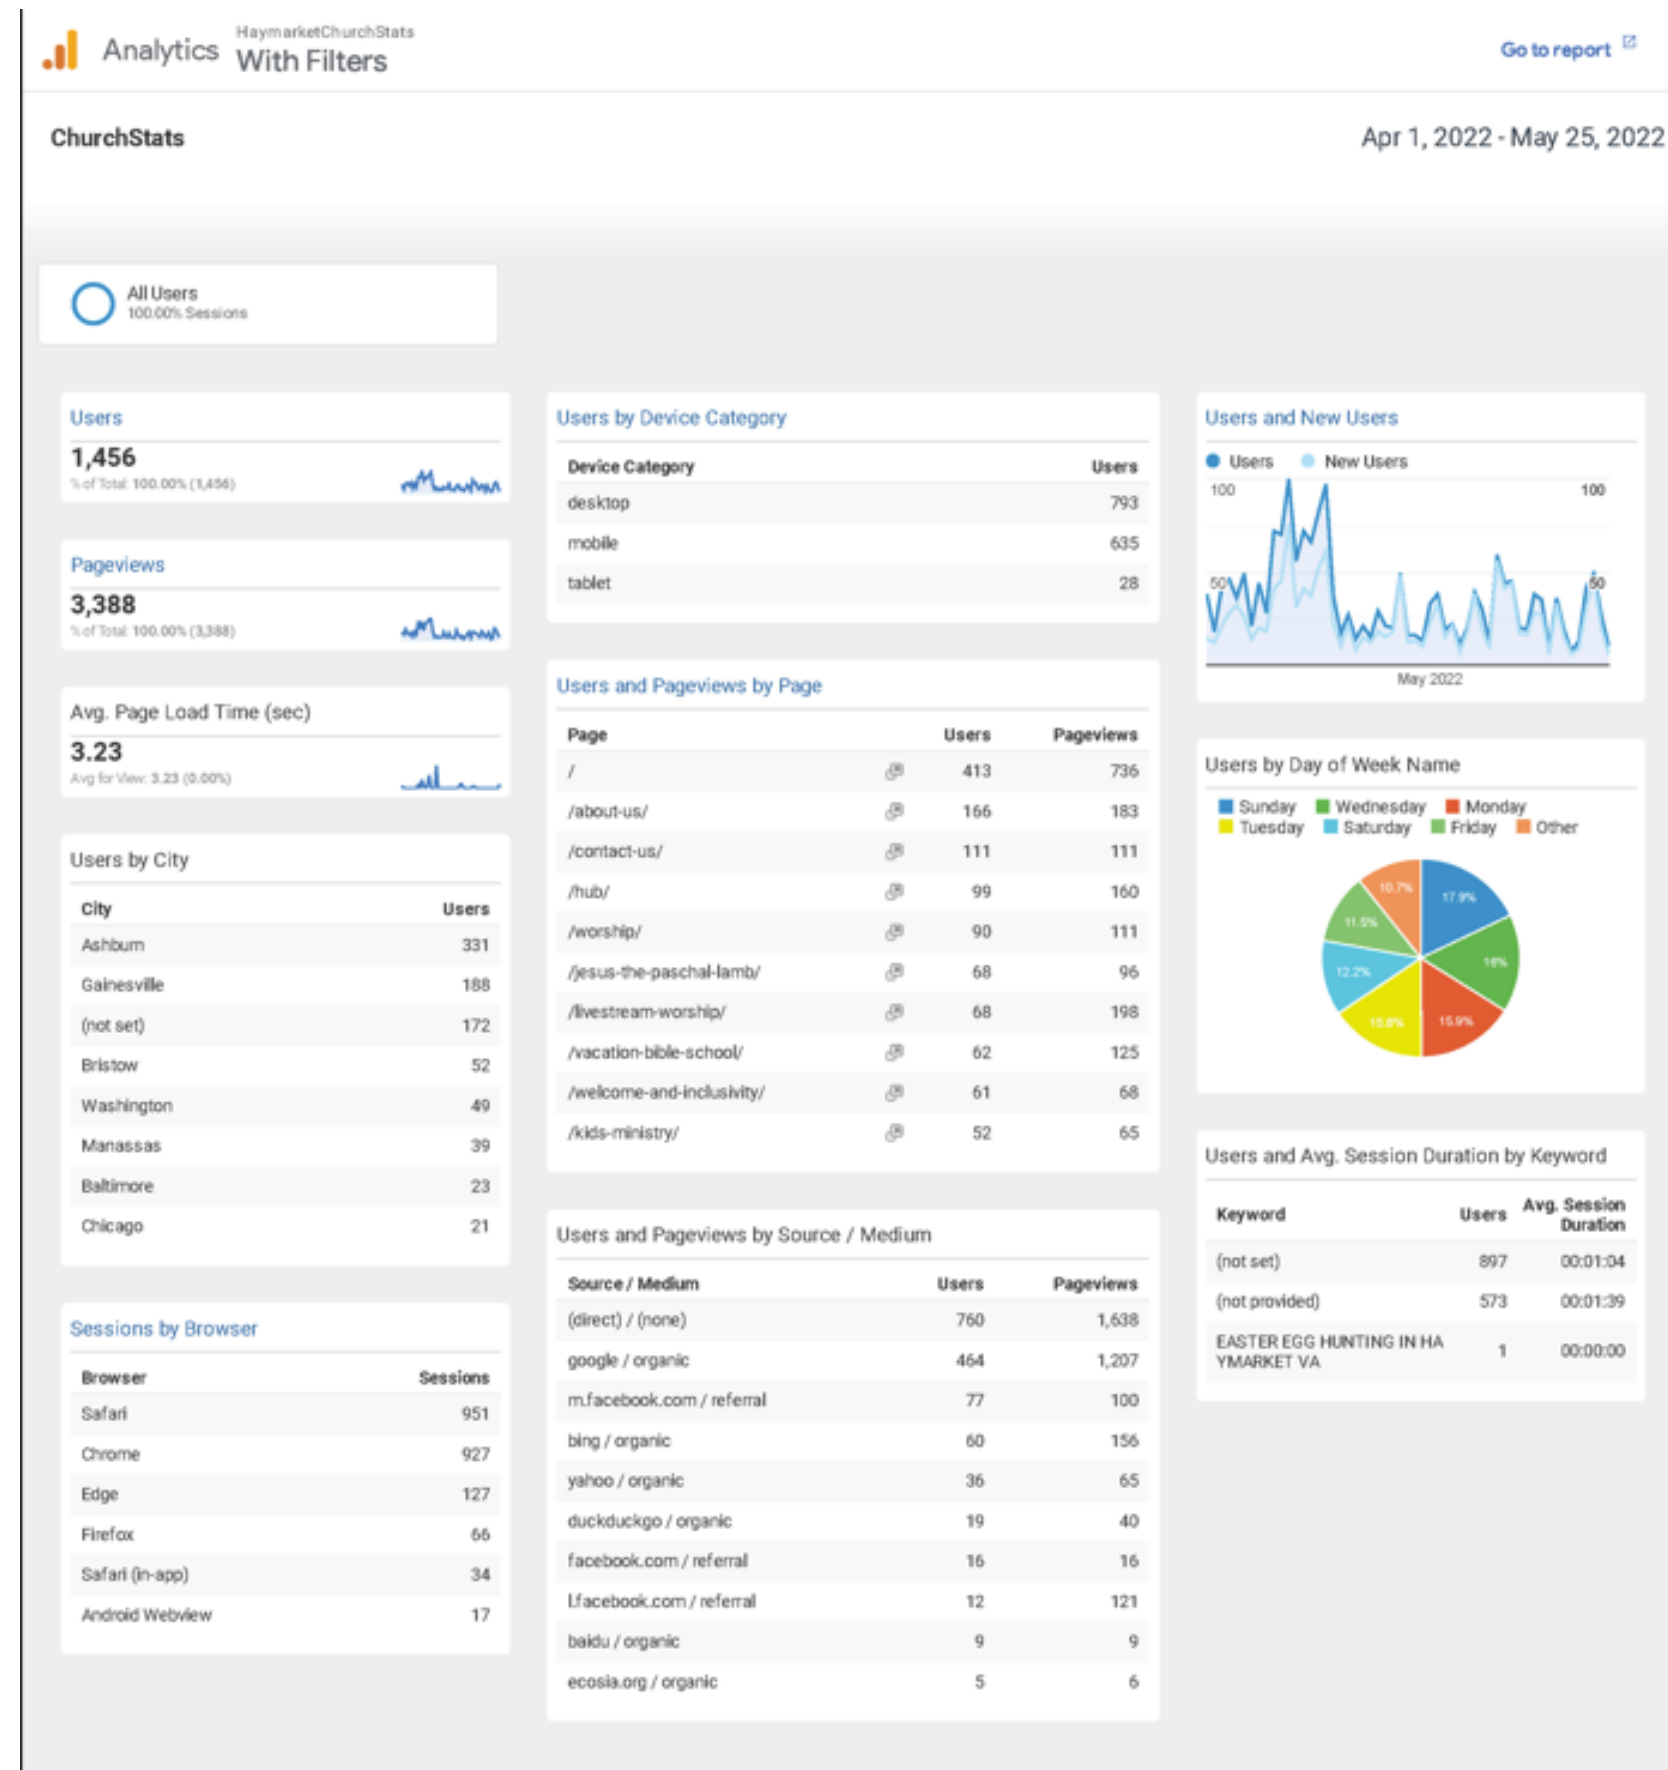 Analytics
HaymarketChurchStats
With Filters
Go to report
ChurchStats
Apr 1, 2022 - May 25, 2022
All Users
100.00% Sessions
Users
1,456
% of Total: 100.00% (1,456)
Pageviews
3,388
% of Total: 100.00% (3,388)
Avg. Page Load Time (sec)
3.23
Avg for View: 3.23 (0.00%)
Users by City
City Users
Ashburn 331
Gainesville 188
(not set) 172
Bristow 52
Washington 49
Manassas 39
Baltimore 23
Chicago 21
Sessions by Browser
Browser Sessions
Safari 951
Chrome 927
Edge 127
Firefox 66
Safari (in-app) 34
Android Webview 17
Users by Device Category
Device Category Users
desktop 793
mobile 635
tablet 28
Users and Pageviews by Page
Page Users Pageviews
/ 413 736
/about-us/ 166 183
/contact-us/ 111 111
/hub/ 99 160
/worship/ 90 111
/jesus-the-paschal-lamb/ 68 96
/livestream-worship/ 68 198
/vacation-bible-school/ 62 125
/welcome-and-inclusivity/ 61 68
/kids-ministry/ 52 65
Users and Pageviews by Source / Medium
Source / Medium Users Pageviews
(direct) / (none) 760 1,638
google / organic 464 1,207
m.facebook.com / referral 77 100
bing / organic 60 156
yahoo / organic 36 65
duckduckgo / organic 19 40
facebook.com / referral 16 16
l.facebook.com / referral 12 121
baidu / organic 9 9
ecosia.org / organic 5 6
Users and New Users
Users New Users
100 100
50 50
May 2022
Users by Day of Week Name
Sunday Wednesday Monday
Tuesday Saturday Friday Other
10.7% 17.9%
11.5%
16%
12.2%
15.8% 15.9%
Users and Avg. Session Duration by Keyword
Keyword Users Avg. Session
Duration
(not set) 897 00:01:04
(not provided) 573 00:01:39
EASTER EGG HUNTING IN HA
YMARKET VA 1 00:00:00